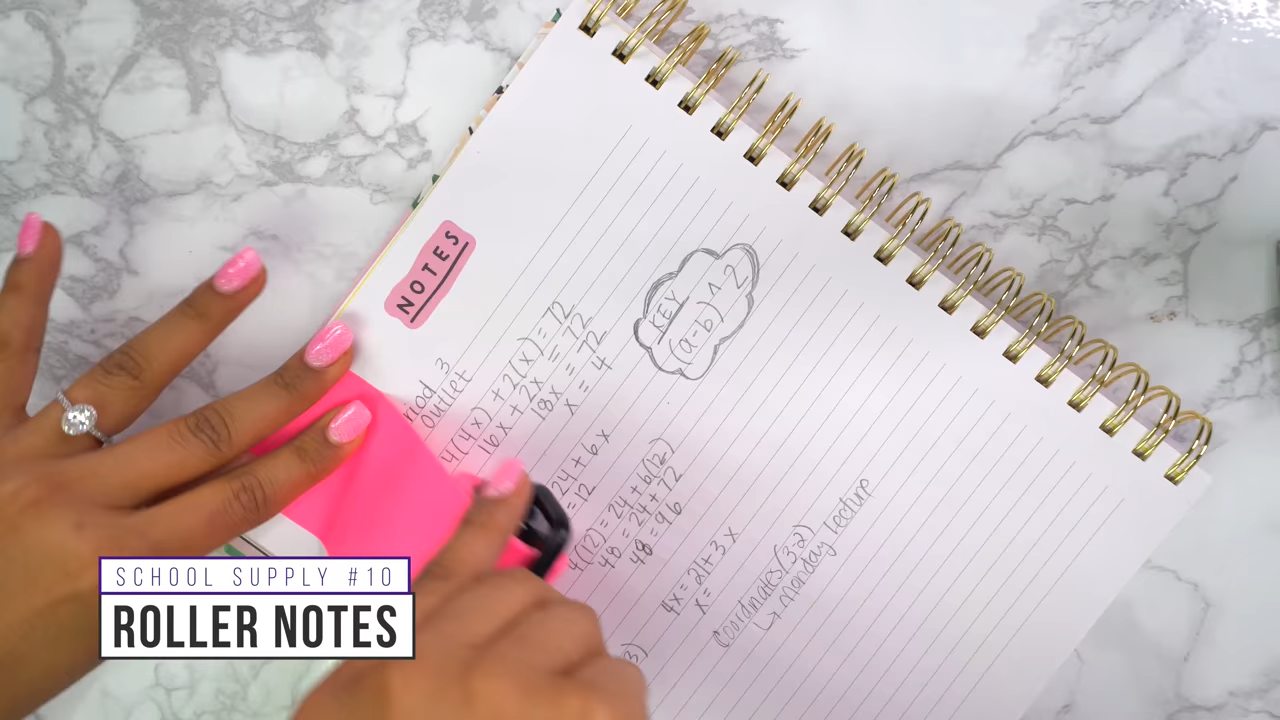 NOTES
KEY
(a-b)^2
Outlet
4(4x) + 2(x) = 72
16x + 2x = 72
18x = 72
x = 4
24 + 6x
= 12
4(12) = 24 + 6(12)
48 = 24 + 72
48 = 96
4x = 21+3x
x =
Coordinates (3.2)
↳ Monday lecture
3)
SCHOOL SUPPLY #10
ROLLER NOTES